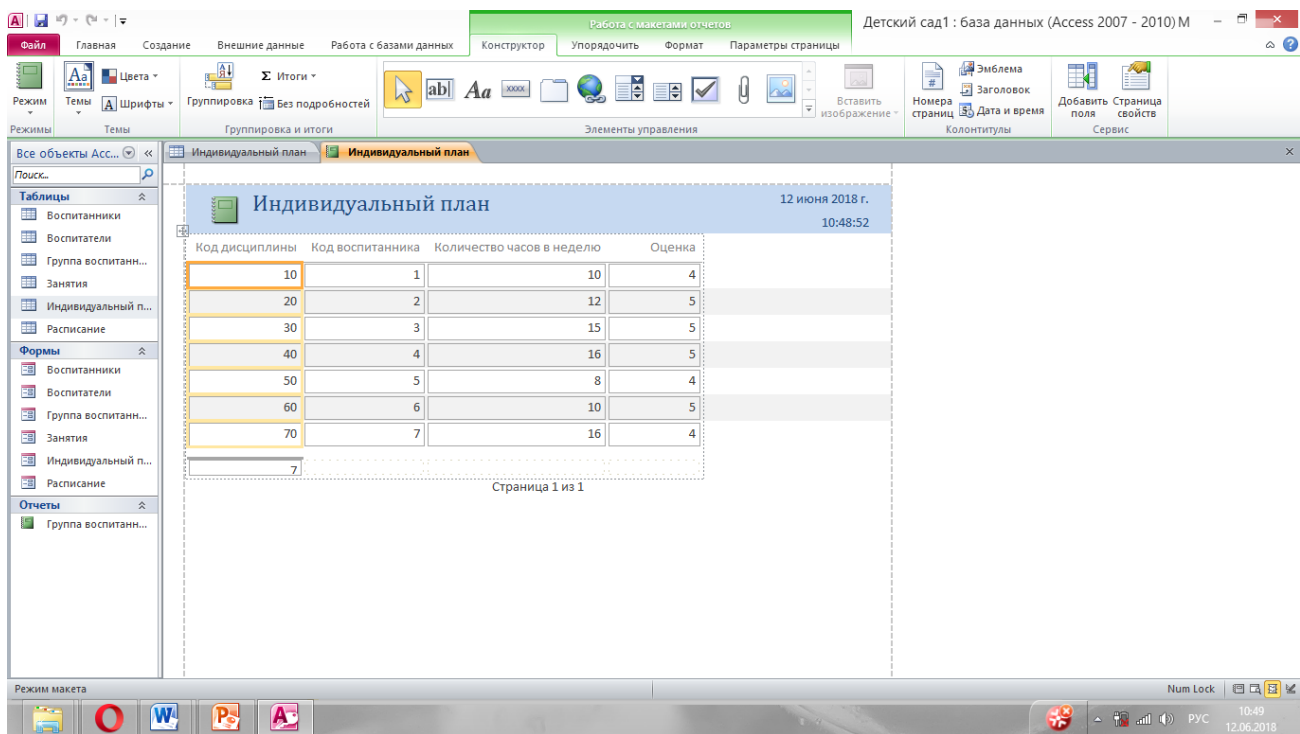 Работа с макетами отчетов
Детский сад1 : база данных (Access 2007 - 2010) M
Файл Главная Создание Внешние данные Работа с базами данных Конструктор Упорядочить Формат Параметры страницы
Режим
Режимы
Темы
Цвета
Шрифты
Темы
Группировка
Σ Итоги
Без подробностей
Группировка и итоги
ab|
Aa
xxxx
Элементы управления
Вставить
изображение
Номера
страниц
Эмблема
Заголовок
Дата и время
Колонтитулы
Добавить
поля
Страница
свойств
Сервис
Все объекты Acc...
Поиск...
Таблицы
Воспитанники
Воспитатели
Группа воспитанн...
Занятия
Индивидуальный п...
Расписание
Формы
Воспитанники
Воспитатели
Группа воспитанн...
Занятия
Индивидуальный п...
Расписание
Отчеты
Группа воспитанн...
Индивидуальный план Индивидуальный план
Индивидуальный план
12 июня 2018 г.
10:48:52
Код дисциплины Код воспитанника Количество часов в неделю Оценка
10 1 10 4
20 2 12 5
30 3 15 5
40 4 16 5
50 5 8 4
60 6 10 5
70 7 16 4
7
Страница 1 из 1
Режим макета
Num Lock
РУС
10:49
12.06.2018